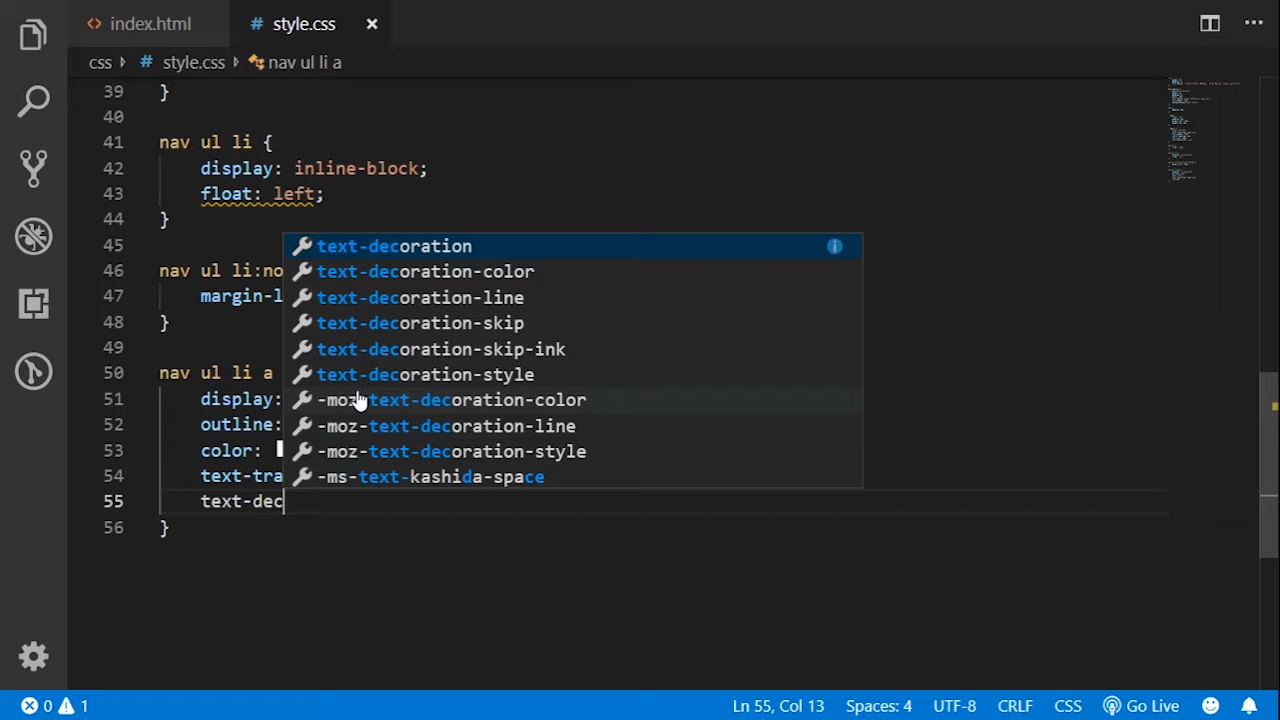 <> index.html # style.css ×
css # style.css nav ul li a
39 }
40
41 nav ul li {
42 display: inline-block;
43 float: left;
44 }
45
46 nav ul li:no
47 margin-l
48 }
49
50 nav ul li a
51 display:
52 outline:
53 color:
54 text-tra
55 text-dec
56 }
text-decoration
text-decoration-color
text-decoration-line
text-decoration-skip
text-decoration-skip-ink
text-decoration-style
-moz-text-decoration-color
-moz-text-decoration-line
-moz-text-decoration-style
-ms-text-kashida-space
0 1 Ln 55, Col 13 Spaces: 4 UTF-8 CRLF CSS Go Live